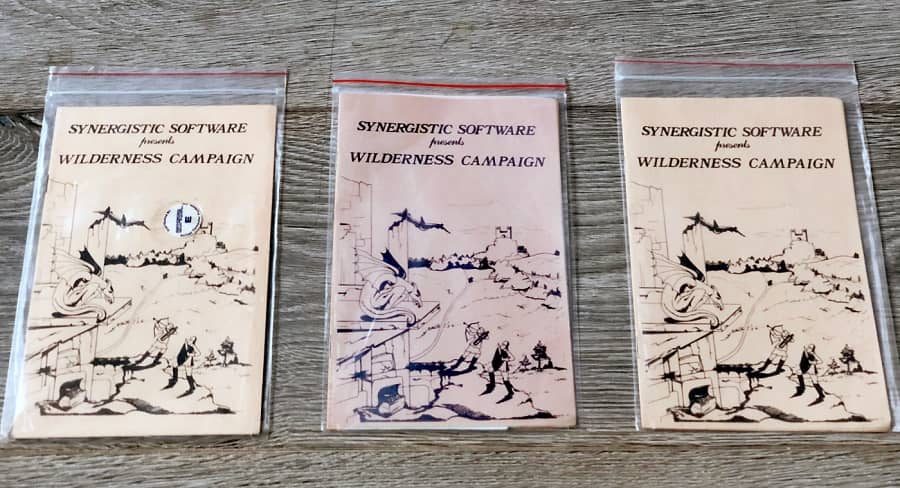 SYNERGISTIC SOFTWARE
presents
WILDERNESS CAMPAIGN
E
SYNERGISTIC SOFTWARE
presents
WILDERNESS CAMPAIGN
SYNERGISTIC SOFTWARE
presents
WILDERNESS CAMPAIGN